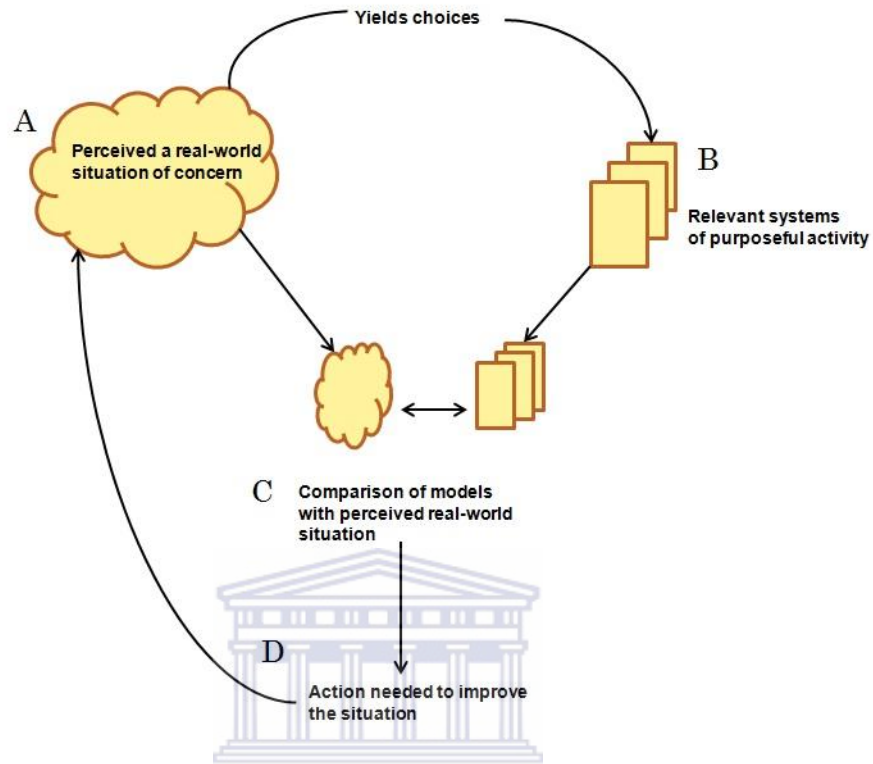 Yields choices
A
Perceived a real-world
situation of concern
B
Relevant systems
of purposeful activity
C
Comparison of models
with perceived real-world
situation
D
Action needed to improve
the situation